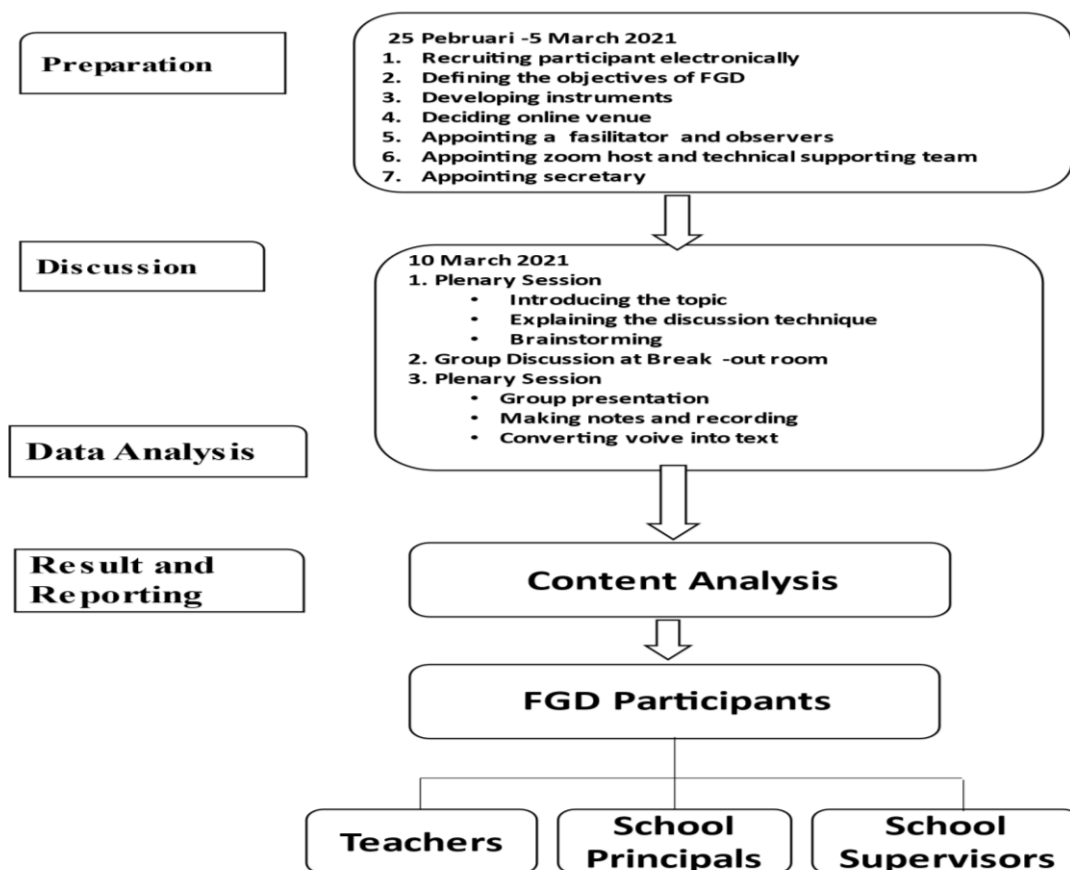 Preparation
25 Pebruari -5 March 2021
1. Recruiting participant electronically
2. Defining the objectives of FGD
3. Developing instruments
4. Deciding online venue
5. Appointing a fasilitator and observers
6. Appointing zoom host and technical supporting team
7. Appointing secretary
Discussion
10 March 2021
1. Plenary Session
• Introducing the topic
• Explaining the discussion technique
• Brainstorming
2. Group Discussion at Break -out room
3. Plenary Session
• Group presentation
• Making notes and recording
• Converting voive into text
Data Analysis
Content Analysis
Result and
Reporting
FGD Participants
Teachers
School
Principals
School
Supervisors